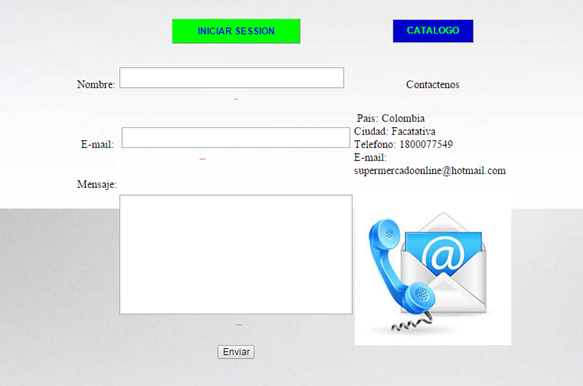 INICIAR SESSION
CATALOGO
Nombre:
Contactenos
Pais: Colombia
Ciudad: Facatativa
Telefono: 1800077549
E-mail:
E-mail:
supermercadoonline@hotmail.com
Mensaje:
@
Enviar